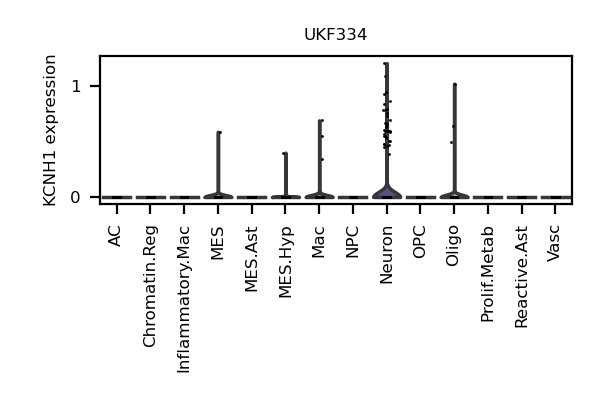 UKF334
KCNH1 expression
1
0
AC
Chromatin.Reg
Inflammatory.Mac
MES
MES.Ast
MES.Hyp
Mac
NPC
Neuron
OPC
Oligo
Prolif.Metab
Reactive.Ast
Vasc